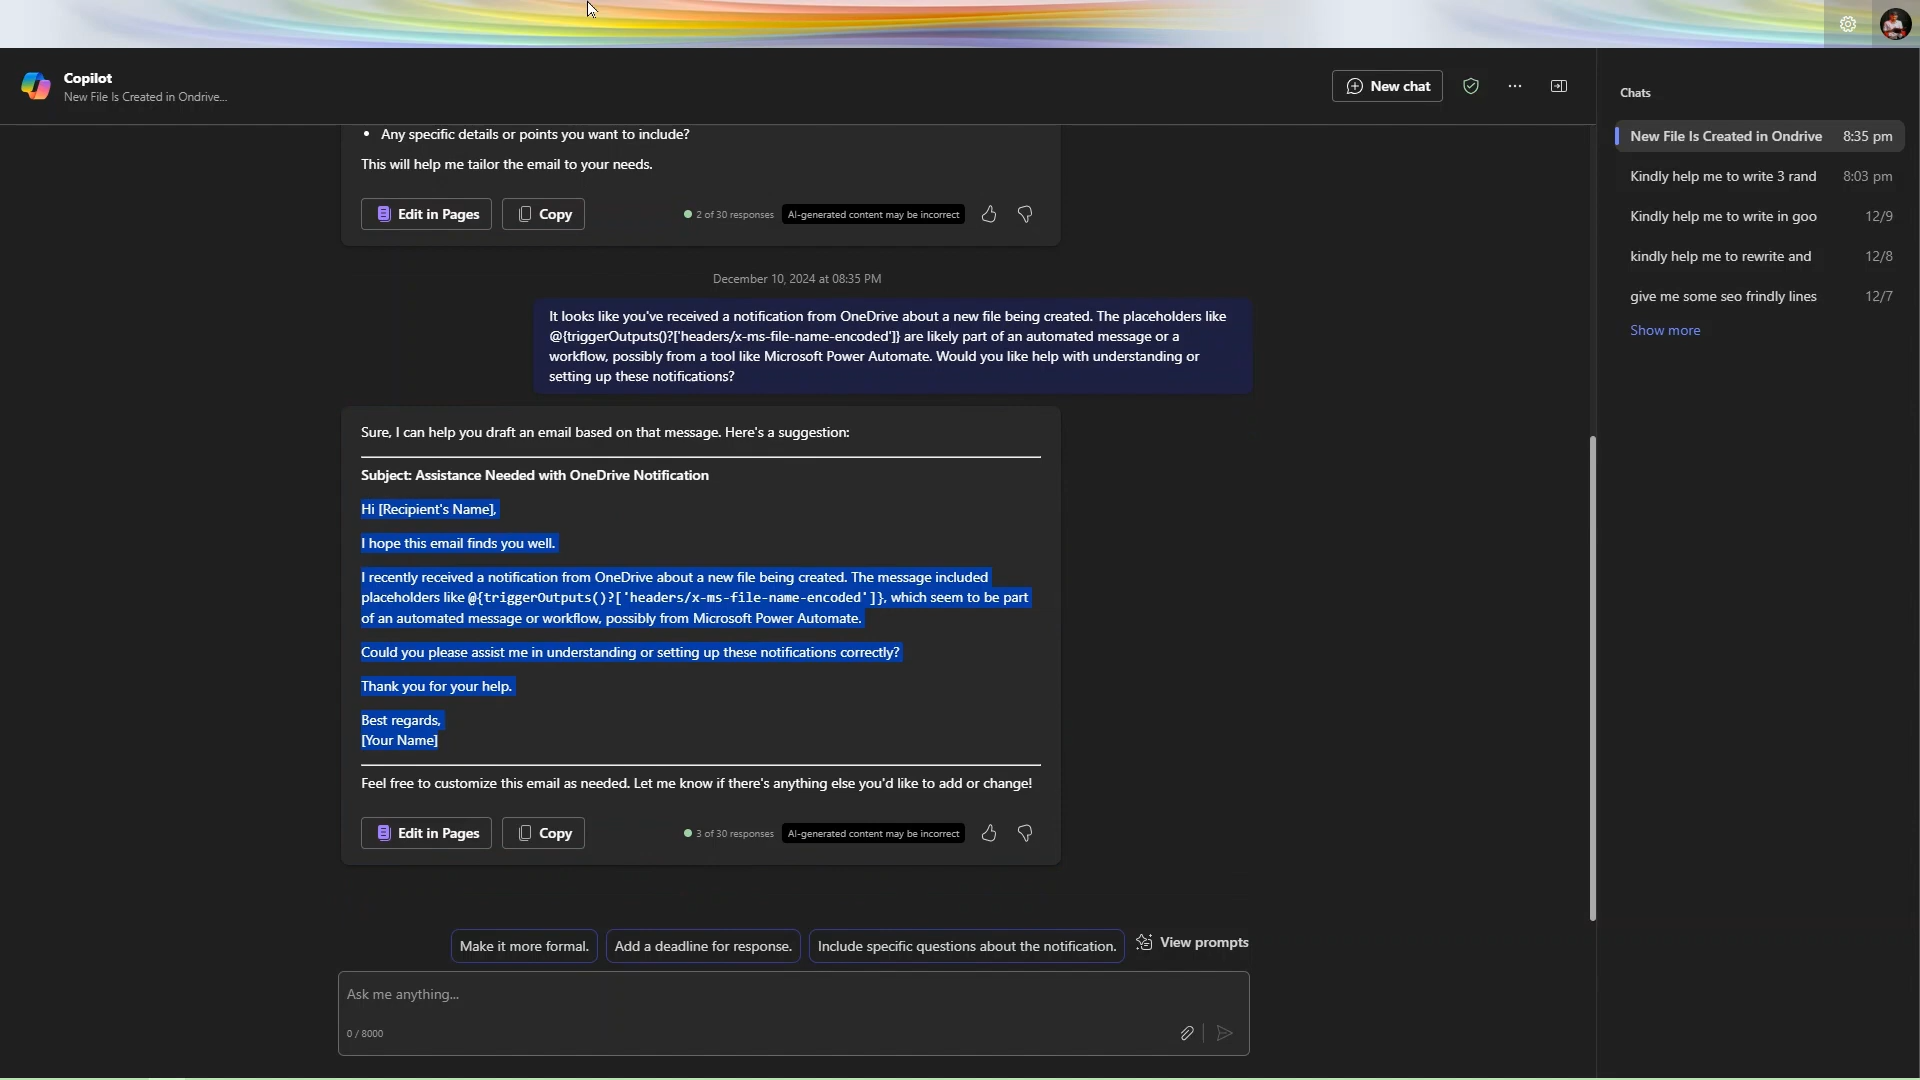 Copilot
New File Is Created in Ondrive...
New chat
Chats
New File Is Created in Ondrive 8:35 pm
Kindly help me to write 3 rand 8:03 pm
Kindly help me to write in goo 12/9
kindly help me to rewrite and 12/8
give me some seo frindly lines 12/7
Show more
• Any specific details or points you want to include?
This will help me tailor the email to your needs.
Edit in Pages Copy 2 of 30 responses AI-generated content may be incorrect
December 10, 2024 at 08:35 PM
It looks like you've received a notification from OneDrive about a new file being created. The placeholders like
@{triggerOutputs()?['headers/x-ms-file-name-encoded']} are likely part of an automated message or a
workflow, possibly from a tool like Microsoft Power Automate. Would you like help with understanding or
setting up these notifications?
Sure, I can help you draft an email based on that message. Here's a suggestion:
Subject: Assistance Needed with OneDrive Notification
Hi [Recipient's Name],
I hope this email finds you well.
I recently received a notification from OneDrive about a new file being created. The message included
placeholders like @{triggerOutputs()?['headers/x-ms-file-name-encoded']}, which seem to be part
of an automated message or workflow, possibly from Microsoft Power Automate.
Could you please assist me in understanding or setting up these notifications correctly?
Thank you for your help.
Best regards,
[Your Name]
Feel free to customize this email as needed. Let me know if there's anything else you'd like to add or change!
Edit in Pages Copy 3 of 30 responses AI-generated content may be incorrect
Make it more formal. Add a deadline for response. Include specific questions about the notification. View prompts
Ask me anything...
0 / 8000